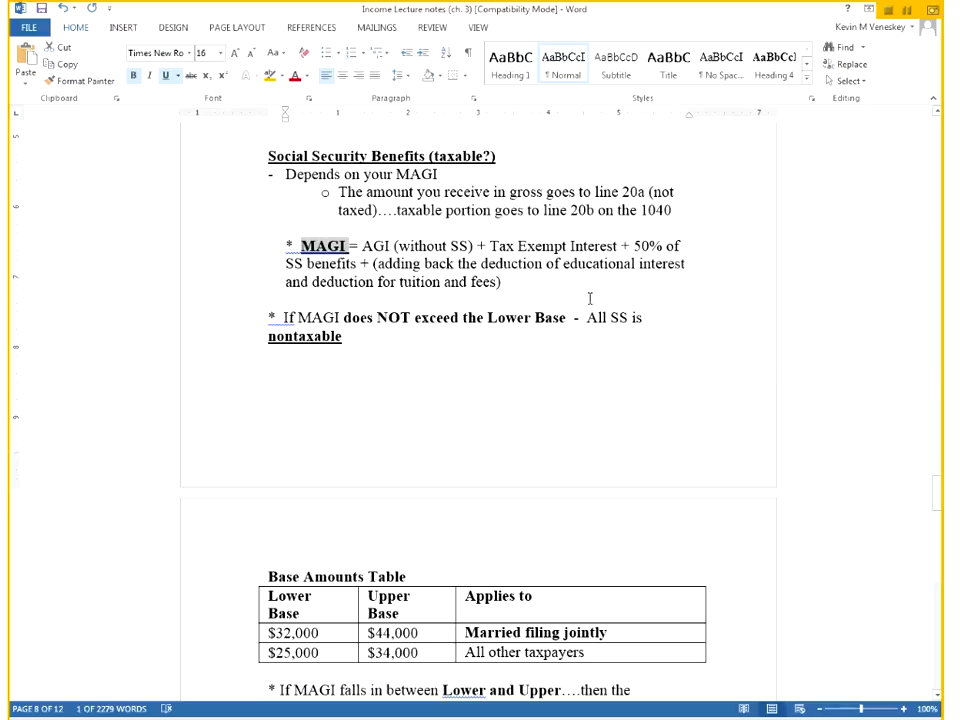 Income Lecture notes (ch. 3) [Compatibility Mode] - Word
FILE HOME INSERT DESIGN PAGE LAYOUT REFERENCES MAILINGS REVIEW VIEW Kevin M Veneskey
Paste Cut Copy Format Painter
Times New Ro 16
AaBbC AaBbCcI AaBbCcD AaBbC AaBbCcI AaBbCcI
Heading 1 ¶ Normal Subtitle Title ¶ No Spac... Heading 4
Find Replace Select
Clipboard Font Paragraph Styles Editing
1 1 2 3 4 5 7
Social Security Benefits (taxable?)
- Depends on your MAGI
o The amount you receive in gross goes to line 20a (not
taxed)….taxable portion goes to line 20b on the 1040
* MAGI = AGI (without SS) + Tax Exempt Interest + 50% of
SS benefits + (adding back the deduction of educational interest
and deduction for tuition and fees)
* If MAGI does NOT exceed the Lower Base - All SS is
nontaxable
Base Amounts Table
Lower Base Upper Base Applies to
$32,000 $44,000 Married filing jointly
$25,000 $34,000 All other taxpayers
* If MAGI falls in between Lower and Upper….then the
PAGE 8 OF 12 1 OF 2279 WORDS 100%